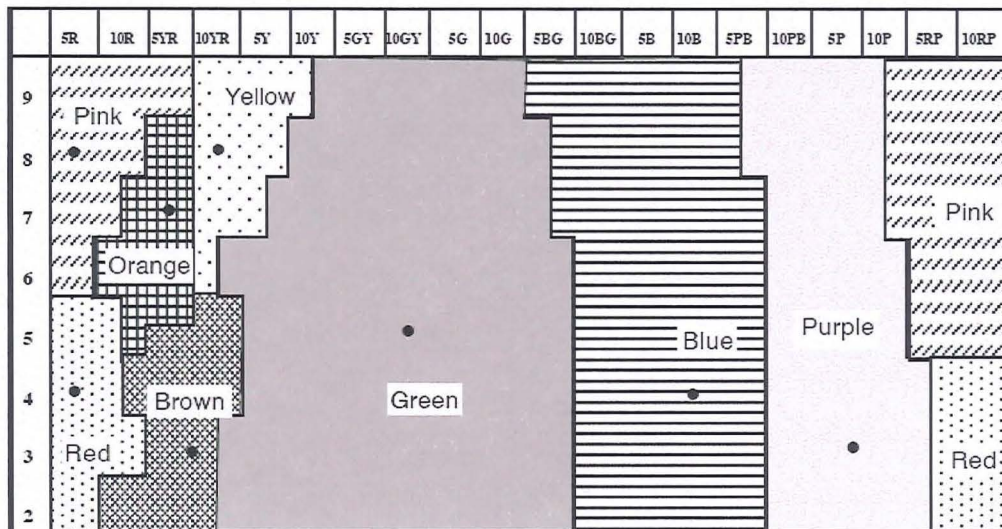 5R 10R 5YR 10YR 5Y 10Y 5GY 10GY 5G 10G 5BG 10BG 5B 10B 5PB 10PB 5P 10P 5RP 10RP
9
Yellow
Pink
8
7
Pink
Orange
6
5
Blue
Purple
4
Brown
Green
3
Red
Red
2